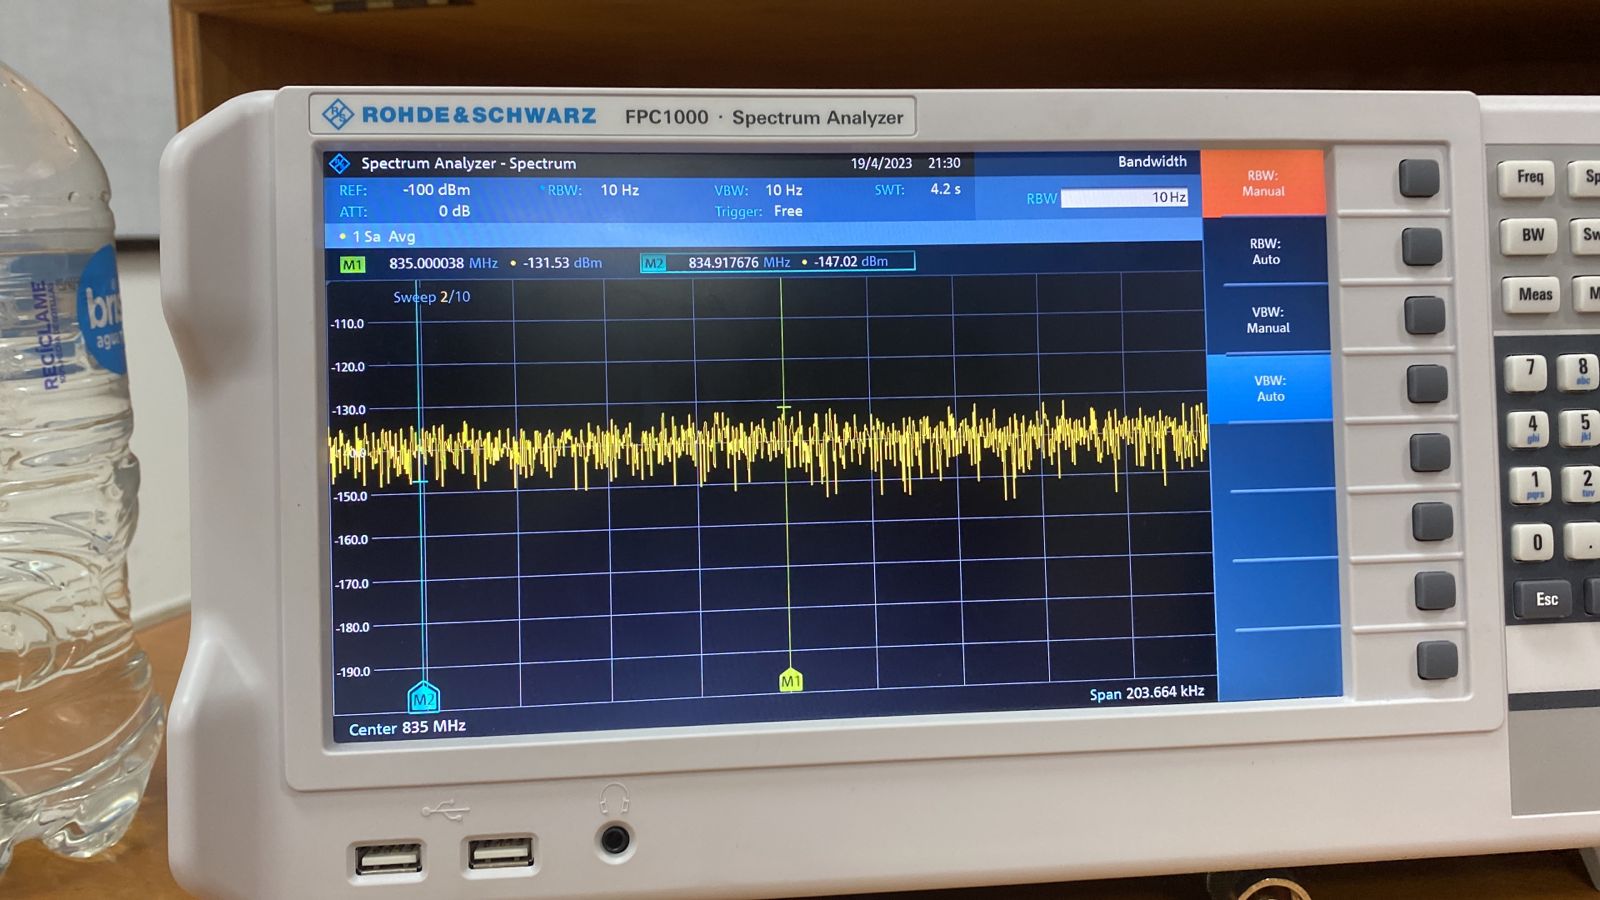 ROHDE&SCHWARZ FPC1000 · Spectrum Analyzer
Spectrum Analyzer - Spectrum 19/4/2023 21:30 Bandwidth
REF: -100 dBm *RBW: 10 Hz VBW: 10 Hz SWT: 4.2 s
ATT: 0 dB Trigger: Free
RBW 10 Hz
• 1 Sa Avg
M1 835.000038 MHz • -131.53 dBm M2 834.917676 MHz • -147.02 dBm
Sweep 2/10
-110.0
-120.0
-130.0
-150.0
-160.0
-170.0
-180.0
-190.0
M2
M1
Center 835 MHz
Span 203.664 kHz
RBW:
Manual
RBW:
Auto
VBW:
Manual
VBW:
Auto
Freq
BW
Meas
7
8
abc
4
ghi
5
jkl
1
pqrs
2
tuv
0
.
Esc
RECICLAME